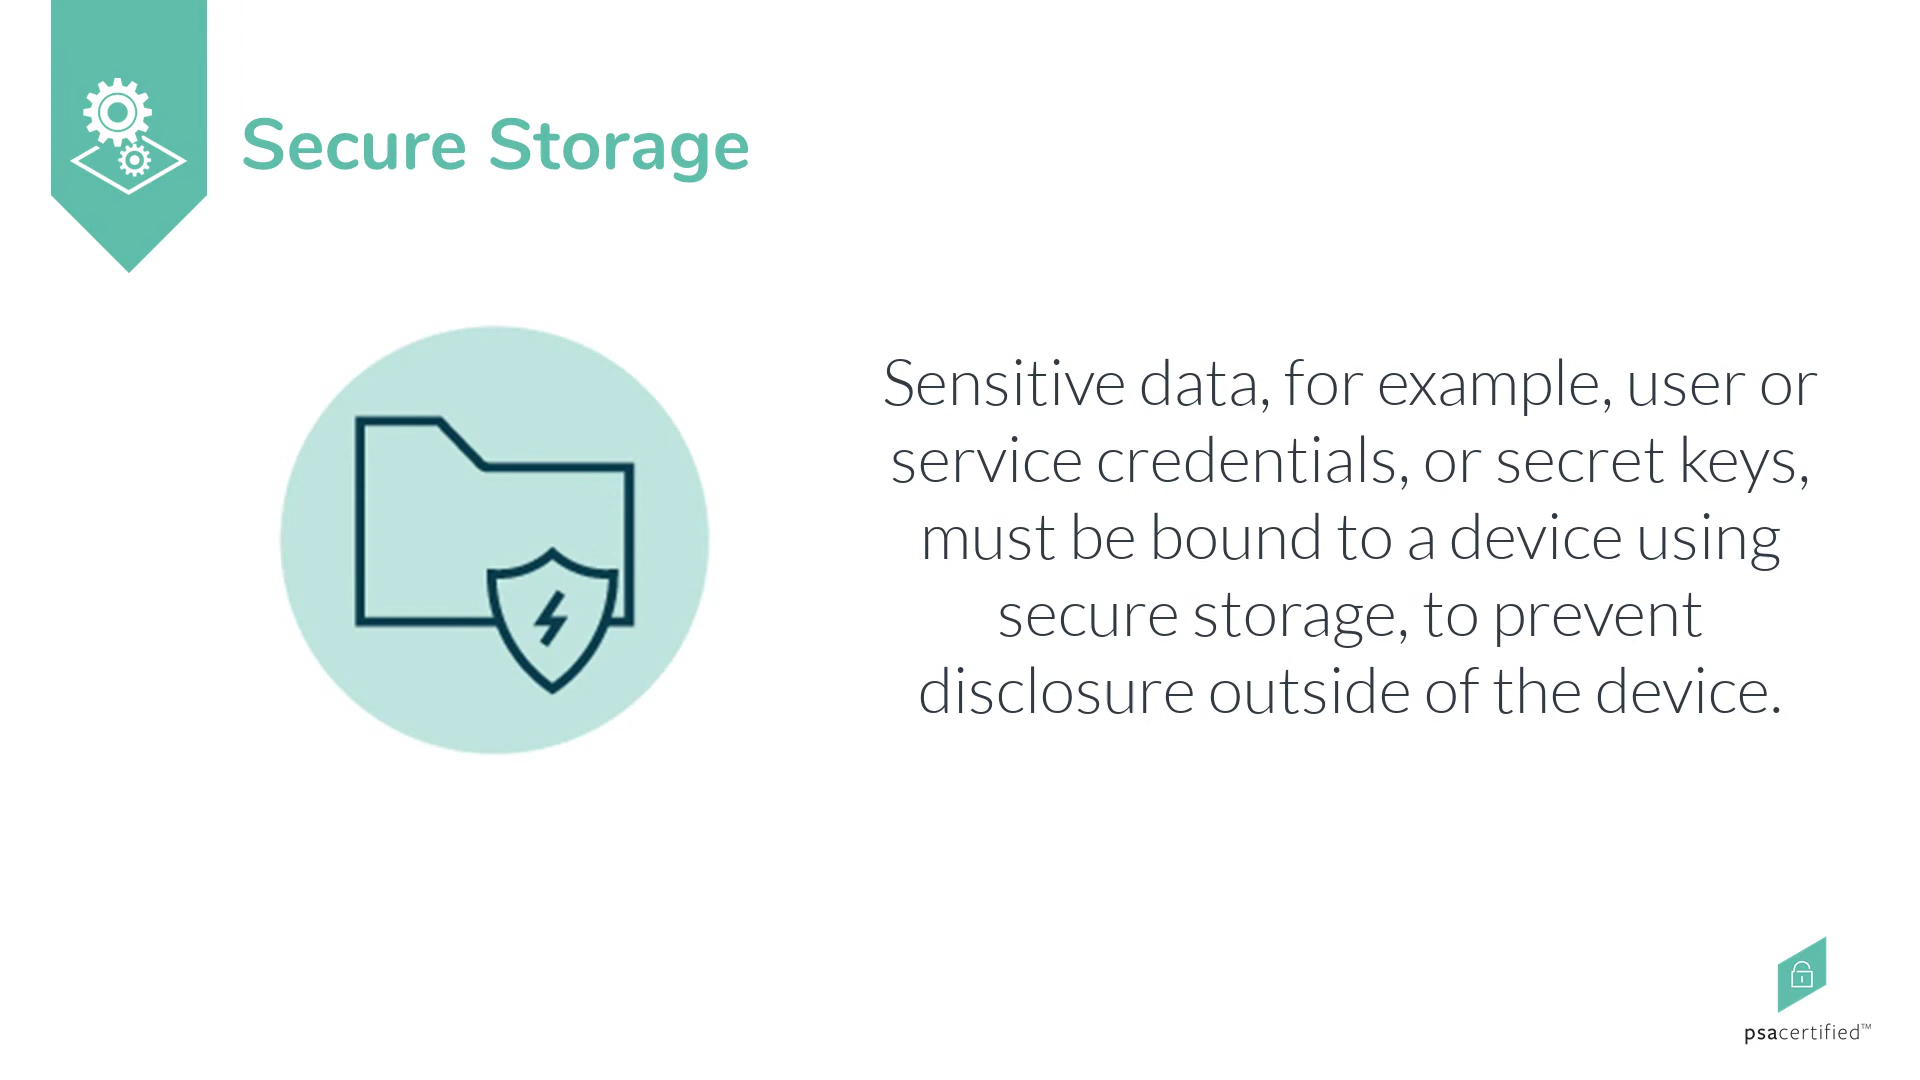 Secure Storage
Sensitive data, for example, user or
service credentials, or secret keys,
must be bound to a device using
secure storage, to prevent
disclosure outside of the device.
psacertified™